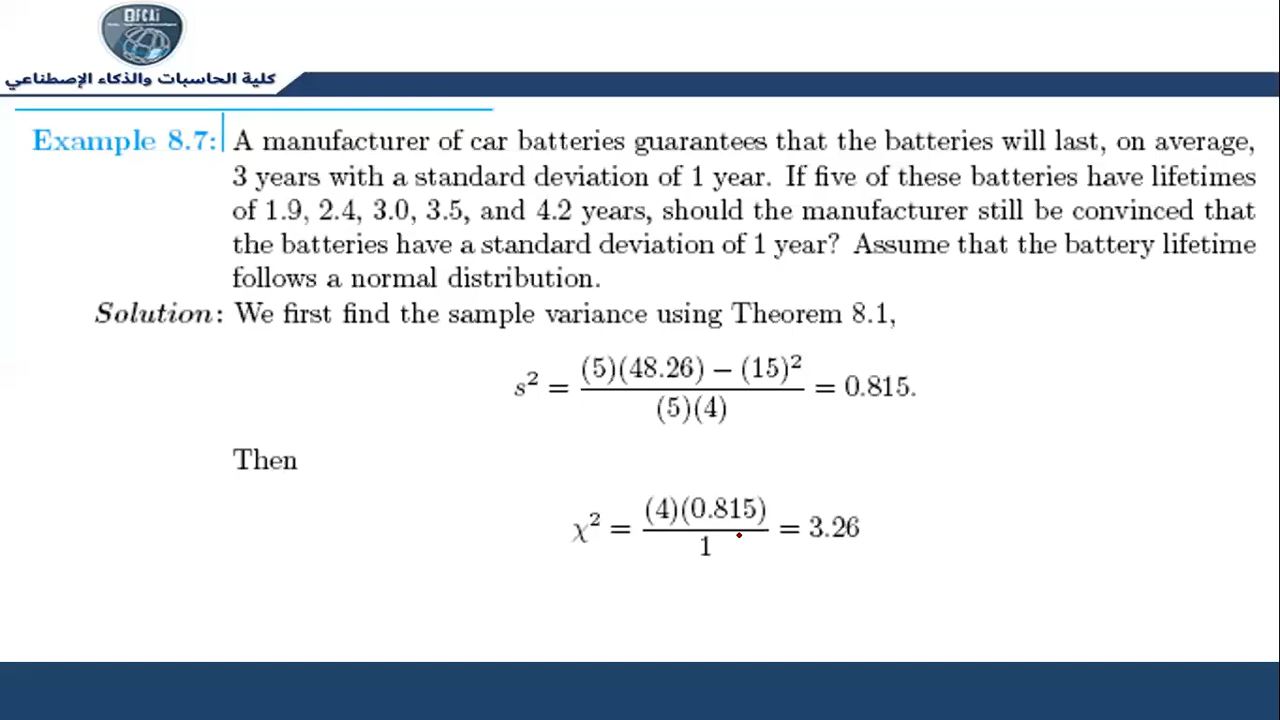 BFCAI
كلية الحاسبات والذكاء الإصطناعي
Example 8.7: A manufacturer of car batteries guarantees that the batteries will last, on average,
3 years with a standard deviation of 1 year. If five of these batteries have lifetimes
of 1.9, 2.4, 3.0, 3.5, and 4.2 years, should the manufacturer still be convinced that
the batteries have a standard deviation of 1 year? Assume that the battery lifetime
follows a normal distribution.
Solution: We first find the sample variance using Theorem 8.1,
s² = (5)(48.26) − (15)² / (5)(4) = 0.815.
Then
χ² = (4)(0.815) / 1 = 3.26